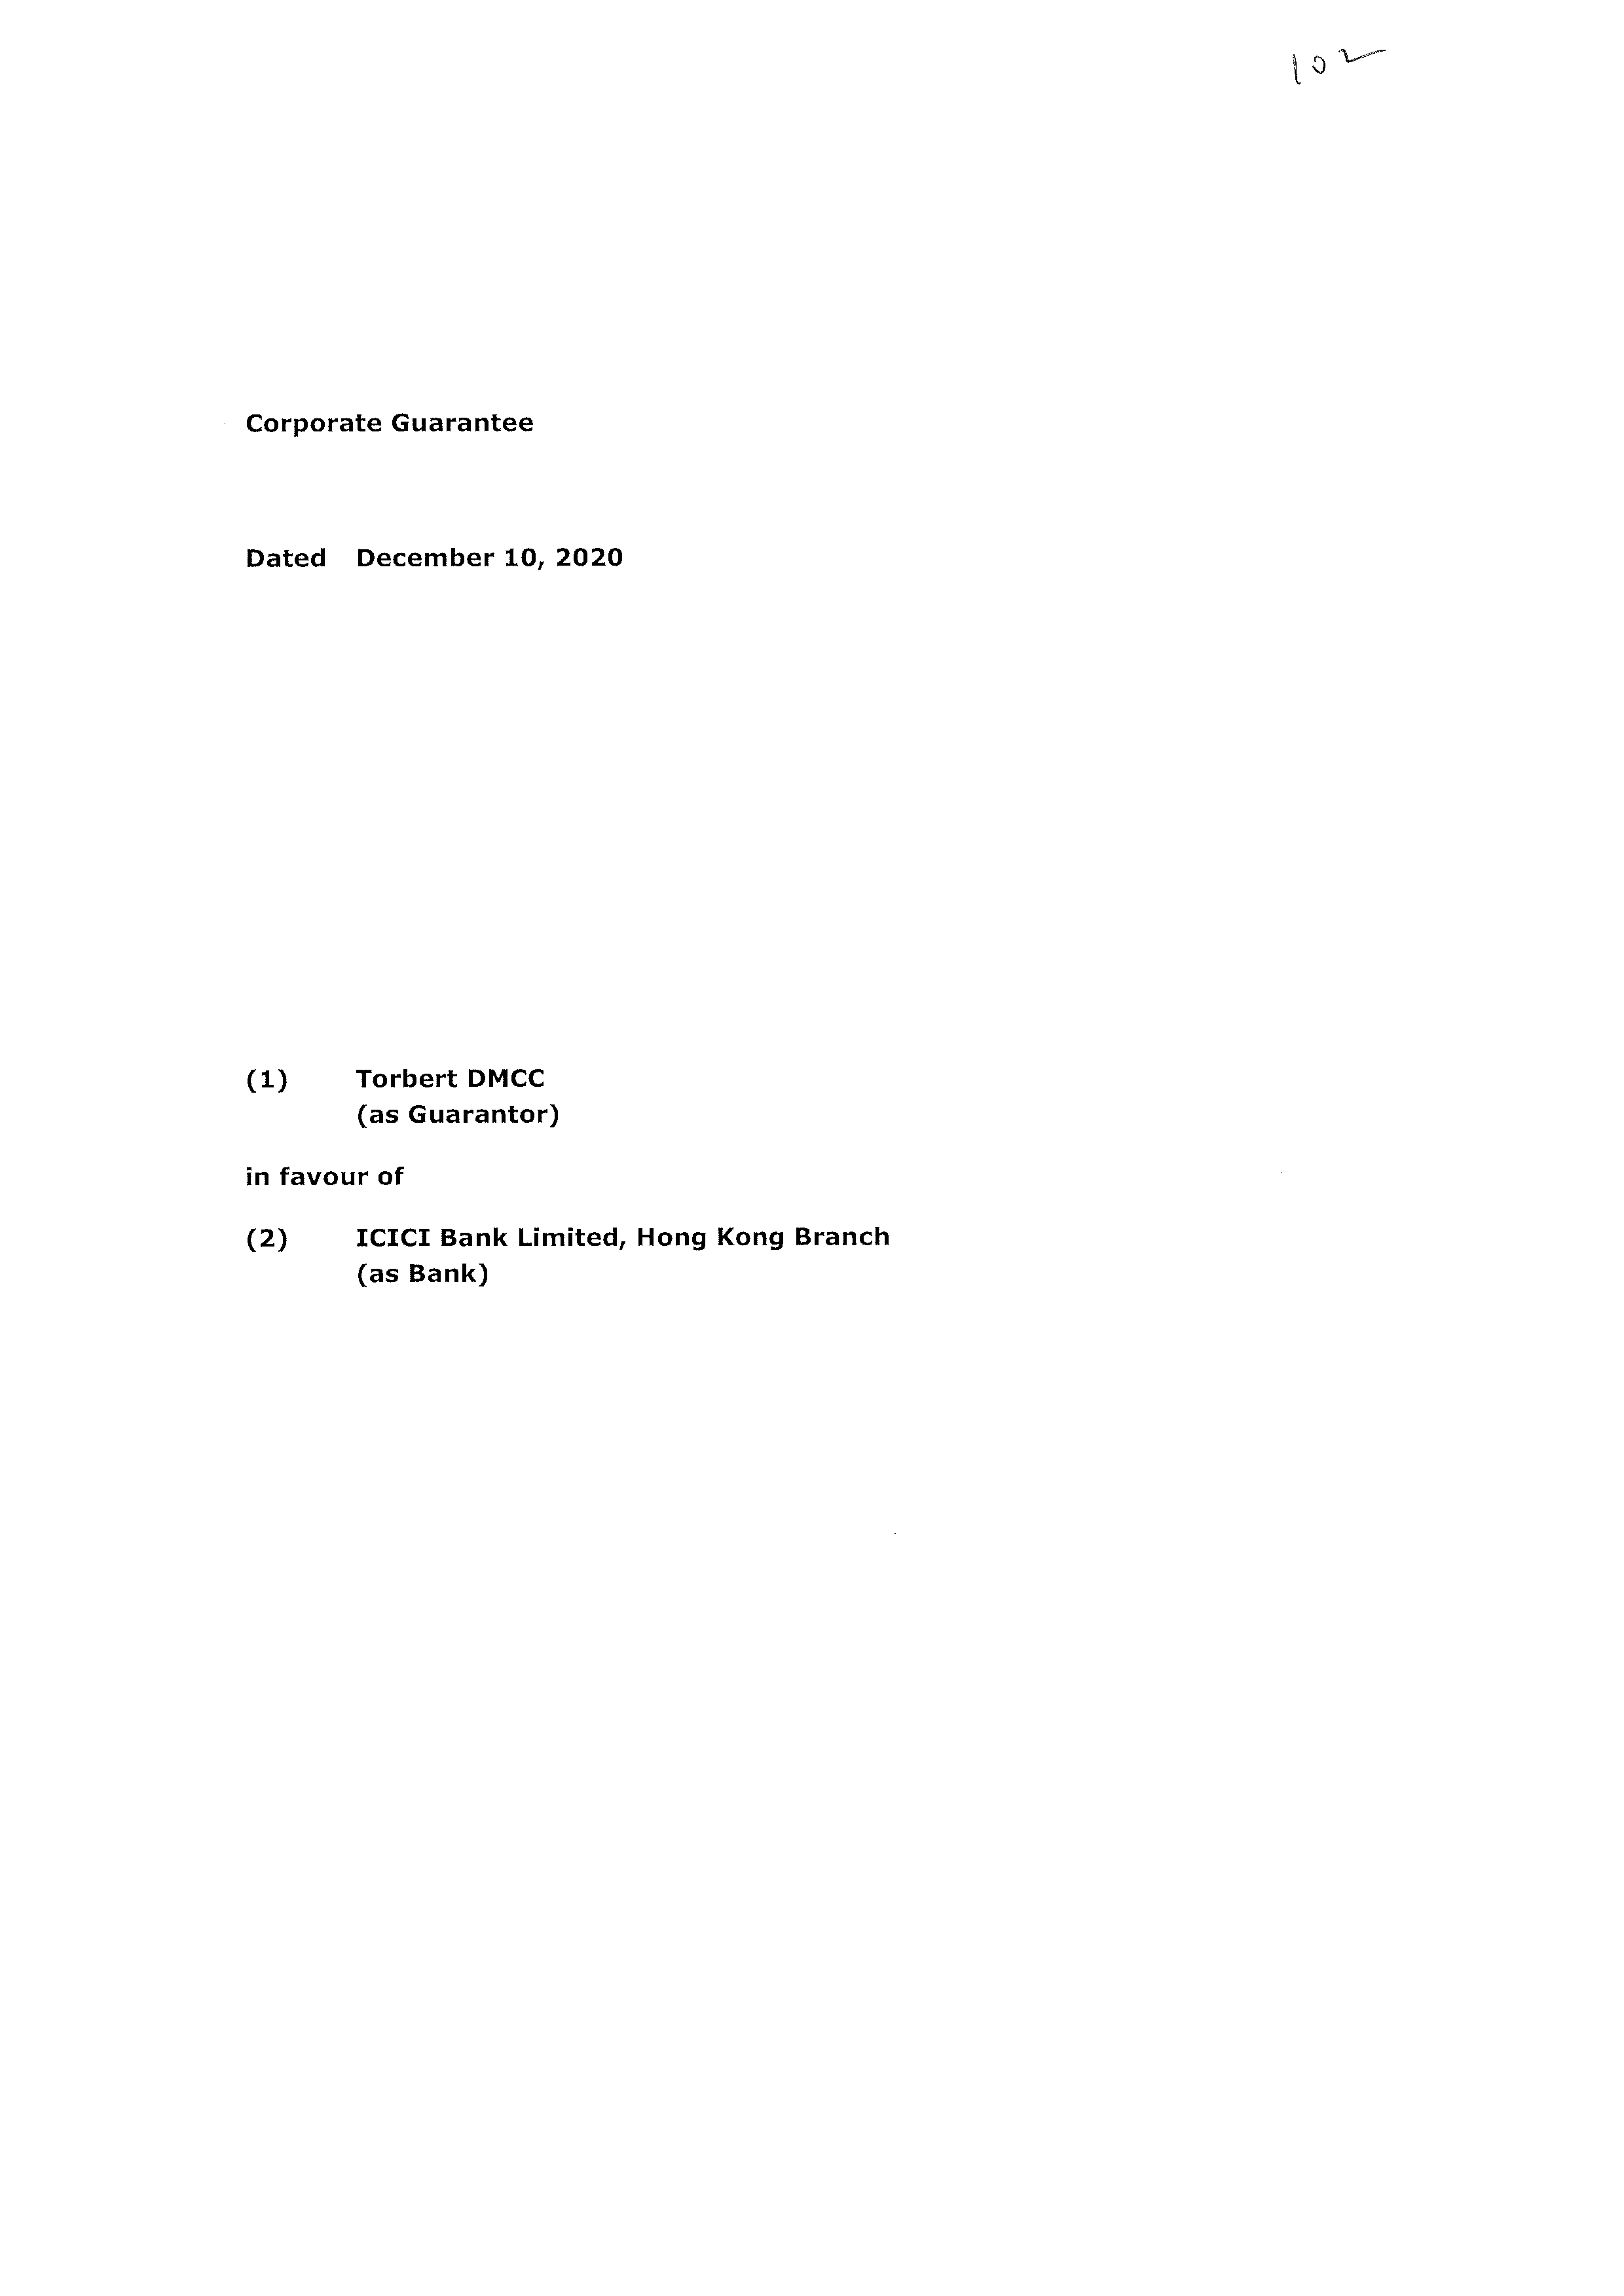 102
Corporate Guarantee
Dated December 10, 2020
(1) Torbert DMCC
(as Guarantor)
in favour of
(2) ICICI Bank Limited, Hong Kong Branch
(as Bank)